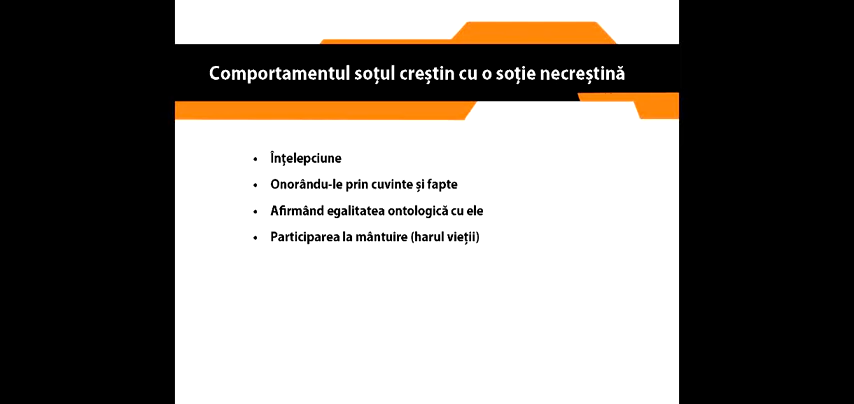 Comportamentul soțul creștin cu o soție necreștină
• Înțelepciune
• Onorându-le prin cuvinte și fapte
• Afirmând egalitatea ontologică cu ele
• Participarea la mântuire (harul vieții)